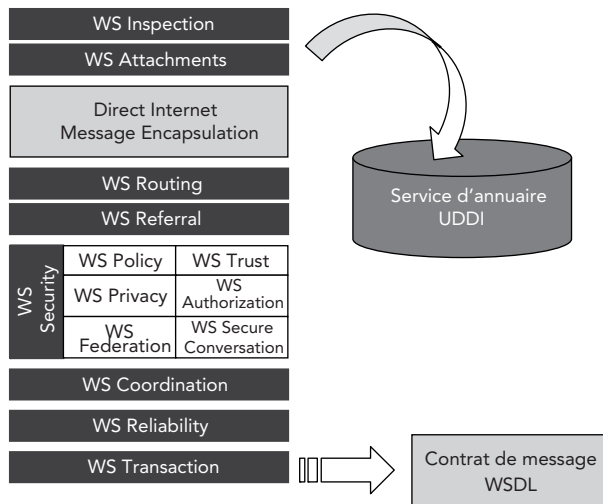 WS Inspection
WS Attachments
Direct Internet
Message Encapsulation
WS Routing
WS Referral
WS
Security
WS Policy
WS Trust
WS Privacy
WS
Authorization
WS
Federation
WS Secure
Conversation
WS Coordination
WS Reliability
WS Transaction
Service d'annuaire
UDDI
Contrat de message
WSDL